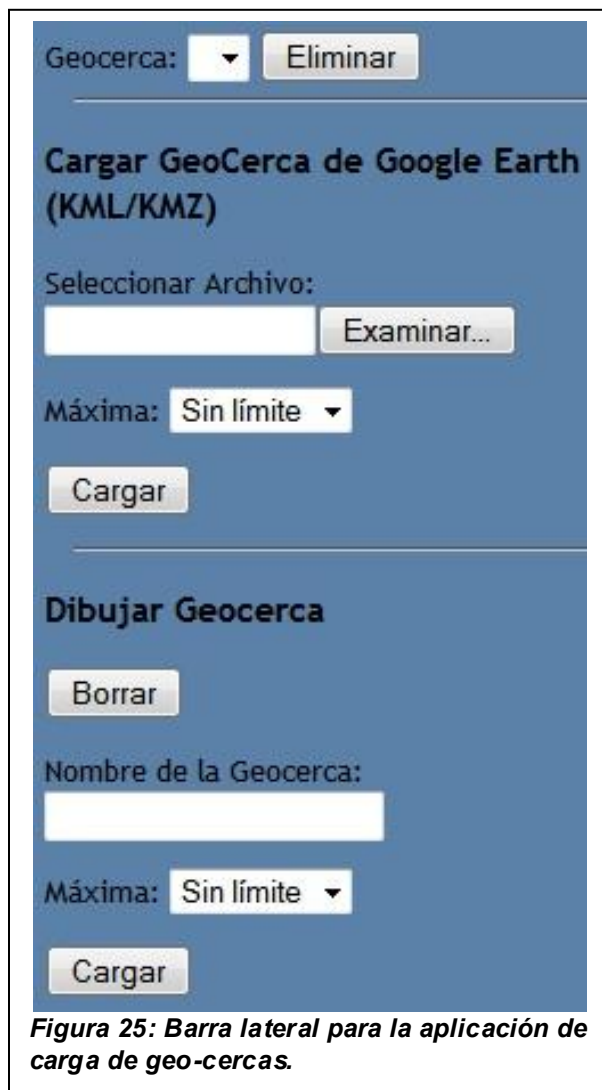 Geocerca: Eliminar
Cargar GeoCerca de Google Earth
(KML/KMZ)
Seleccionar Archivo:
Examinar...
Máxima: Sin límite
Cargar
Dibujar Geocerca
Borrar
Nombre de la Geocerca:
Máxima: Sin límite
Cargar
Figura 25: Barra lateral para la aplicación de
carga de geo-cercas.